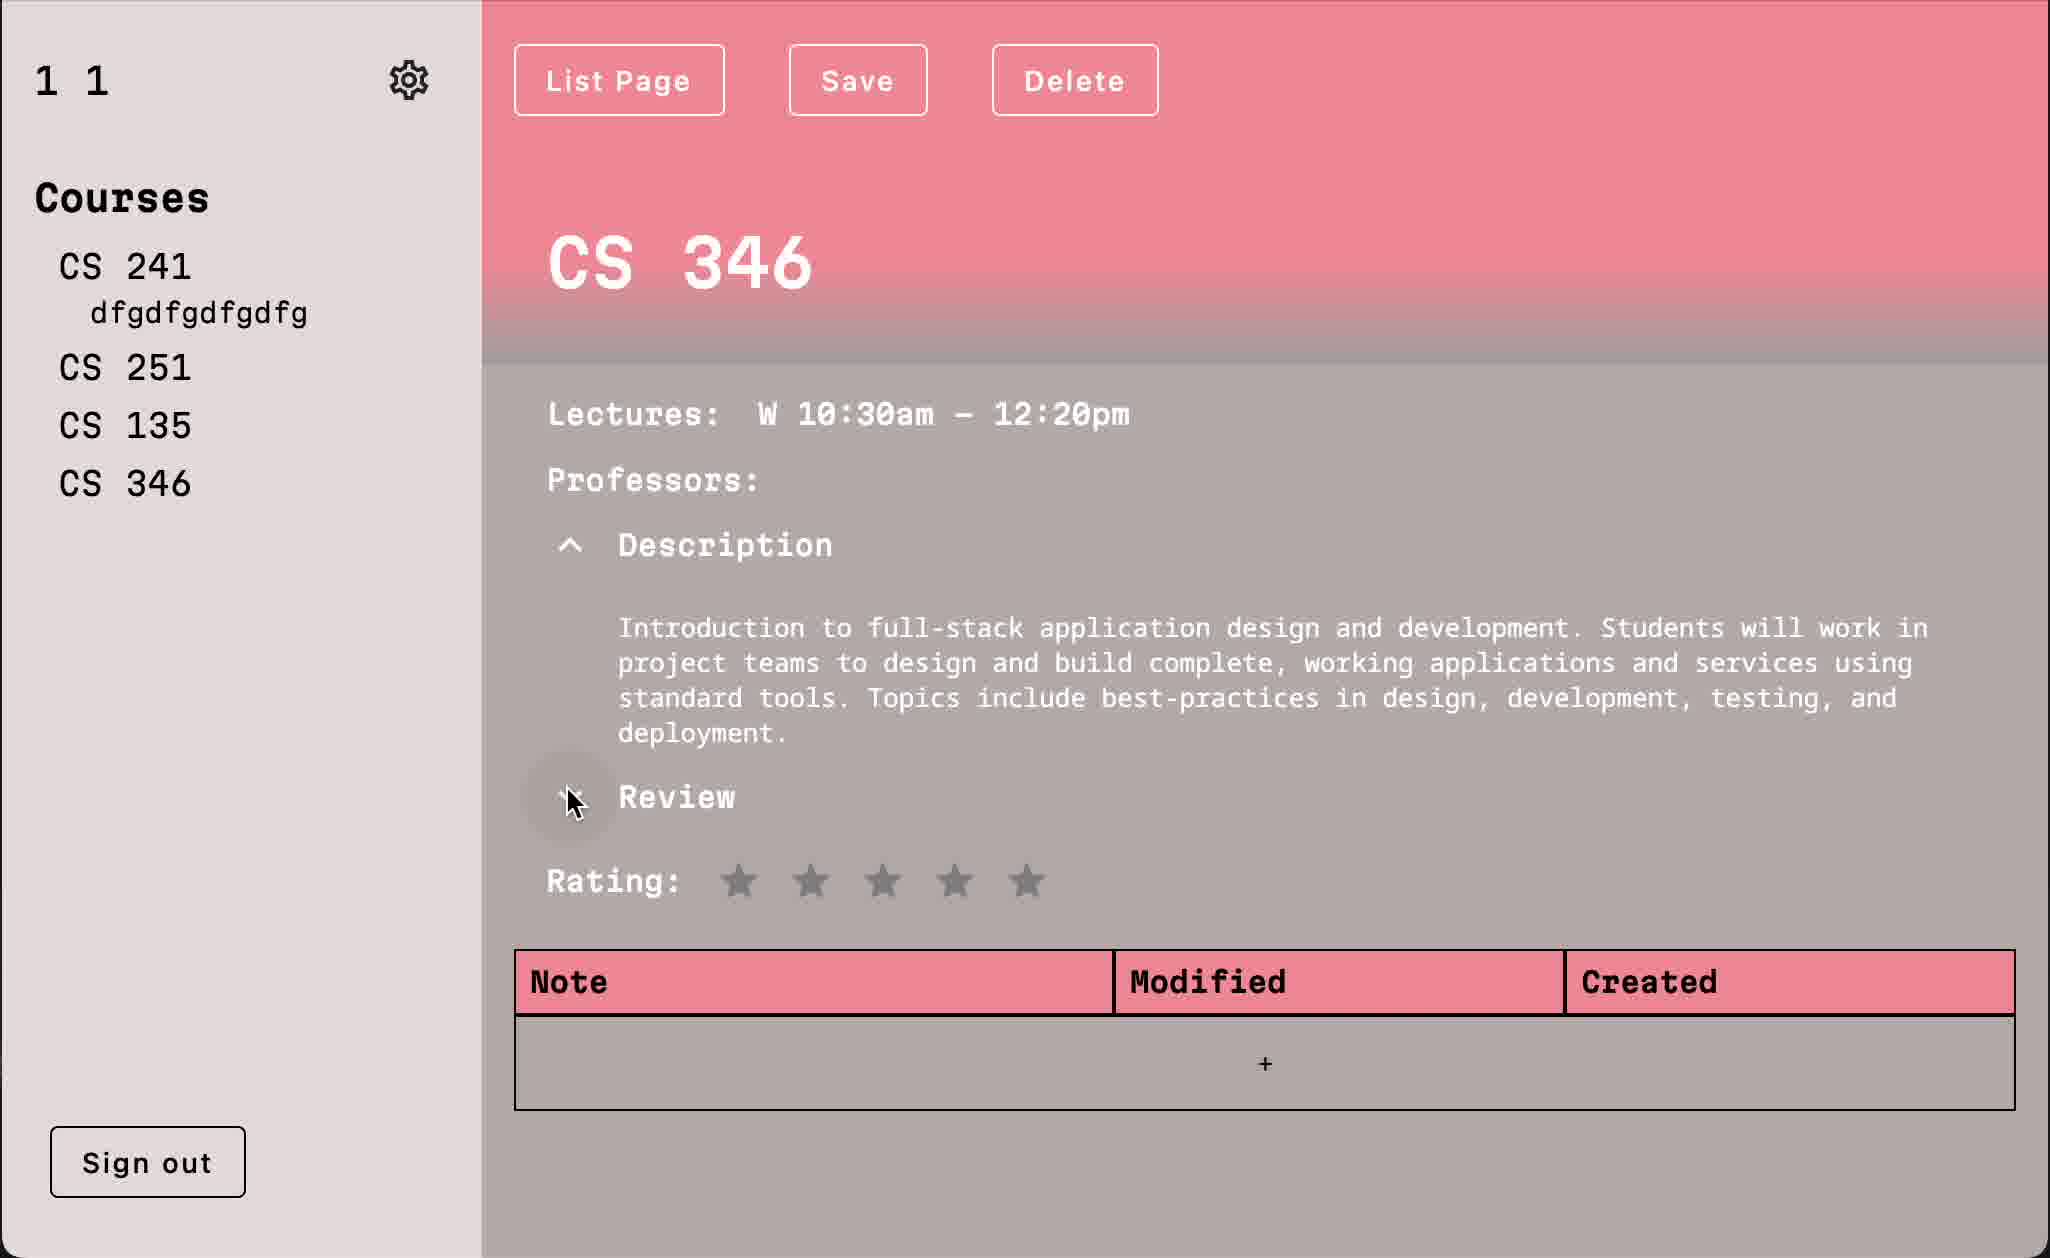 1 1
Courses
CS 241
dfgdfgdfgdfg
CS 251
CS 135
CS 346
Sign out
List Page
Save
Delete
CS 346
Lectures: W 10:30am - 12:20pm
Professors:
Description
Introduction to full-stack application design and development. Students will work in
project teams to design and build complete, working applications and services using
standard tools. Topics include best-practices in design, development, testing, and
deployment.
Review
Rating:
Note Modified Created
+